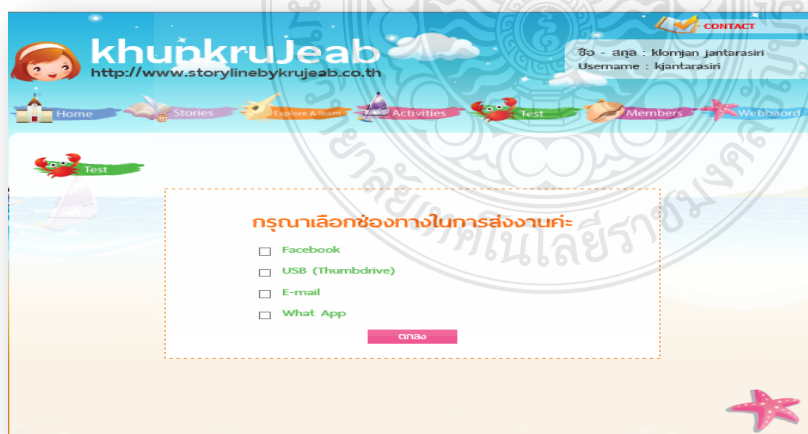 CONTACT
khunkruJeab
http://www.storylinebykrujeab.co.th
ชื่อ - สกุล : klomjan jantarasiri
Username : kjantarasiri
Home
Stories
Explore & Learn
Activities
Test
Members
Webbaord
Test
กรุณาเลือกช่องทางในการส่งงานค่ะ
Facebook
USB (Thumbdrive)
E-mail
What App
ตกลง